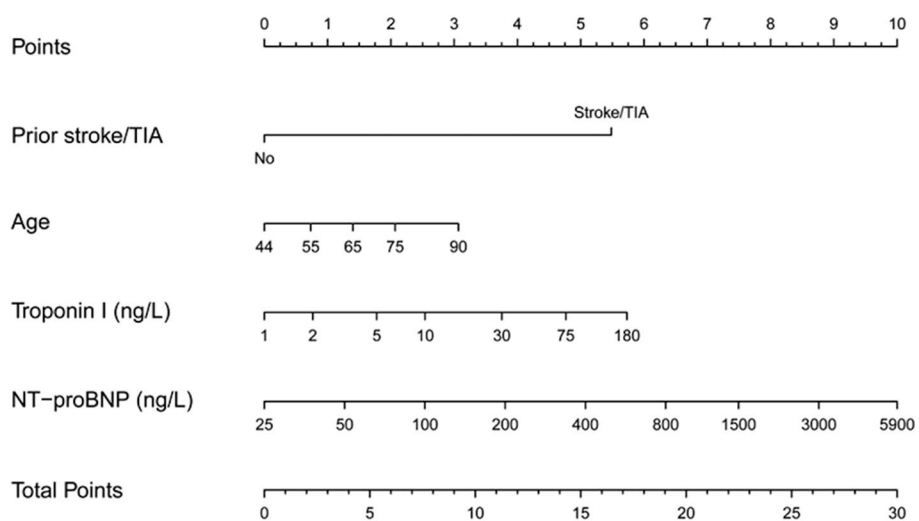 0 1 2 3 4 5 6 7 8 9 10
Points
Stroke/TIA
Prior stroke/TIA
No
Age
44 55 65 75 90
Troponin I (ng/L)
1 2 5 10 30 75 180
NT−proBNP (ng/L)
25 50 100 200 400 800 1500 3000 5900
Total Points
0 5 10 15 20 25 30